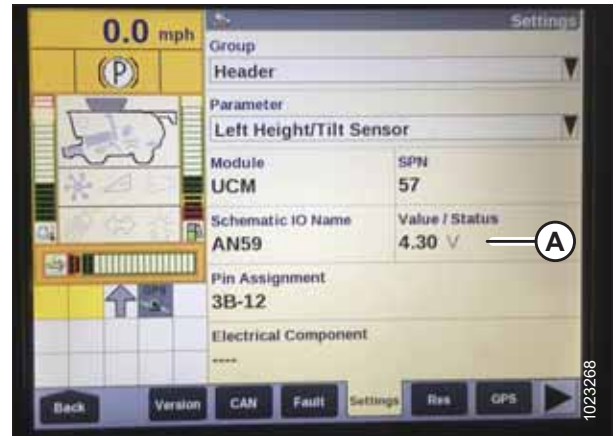 0.0 mph
Settings
Group
(P)
Header
Parameter
Left Height/Tilt Sensor
Module
SPN
UCM
57
Schematic IO Name
Value / Status
AN59
4.30 V
A
Pin Assignment
3B-12
GPS
Electrical Component
----
Back
Version
CAN
Fault
Settings
Res
GPS
1023268